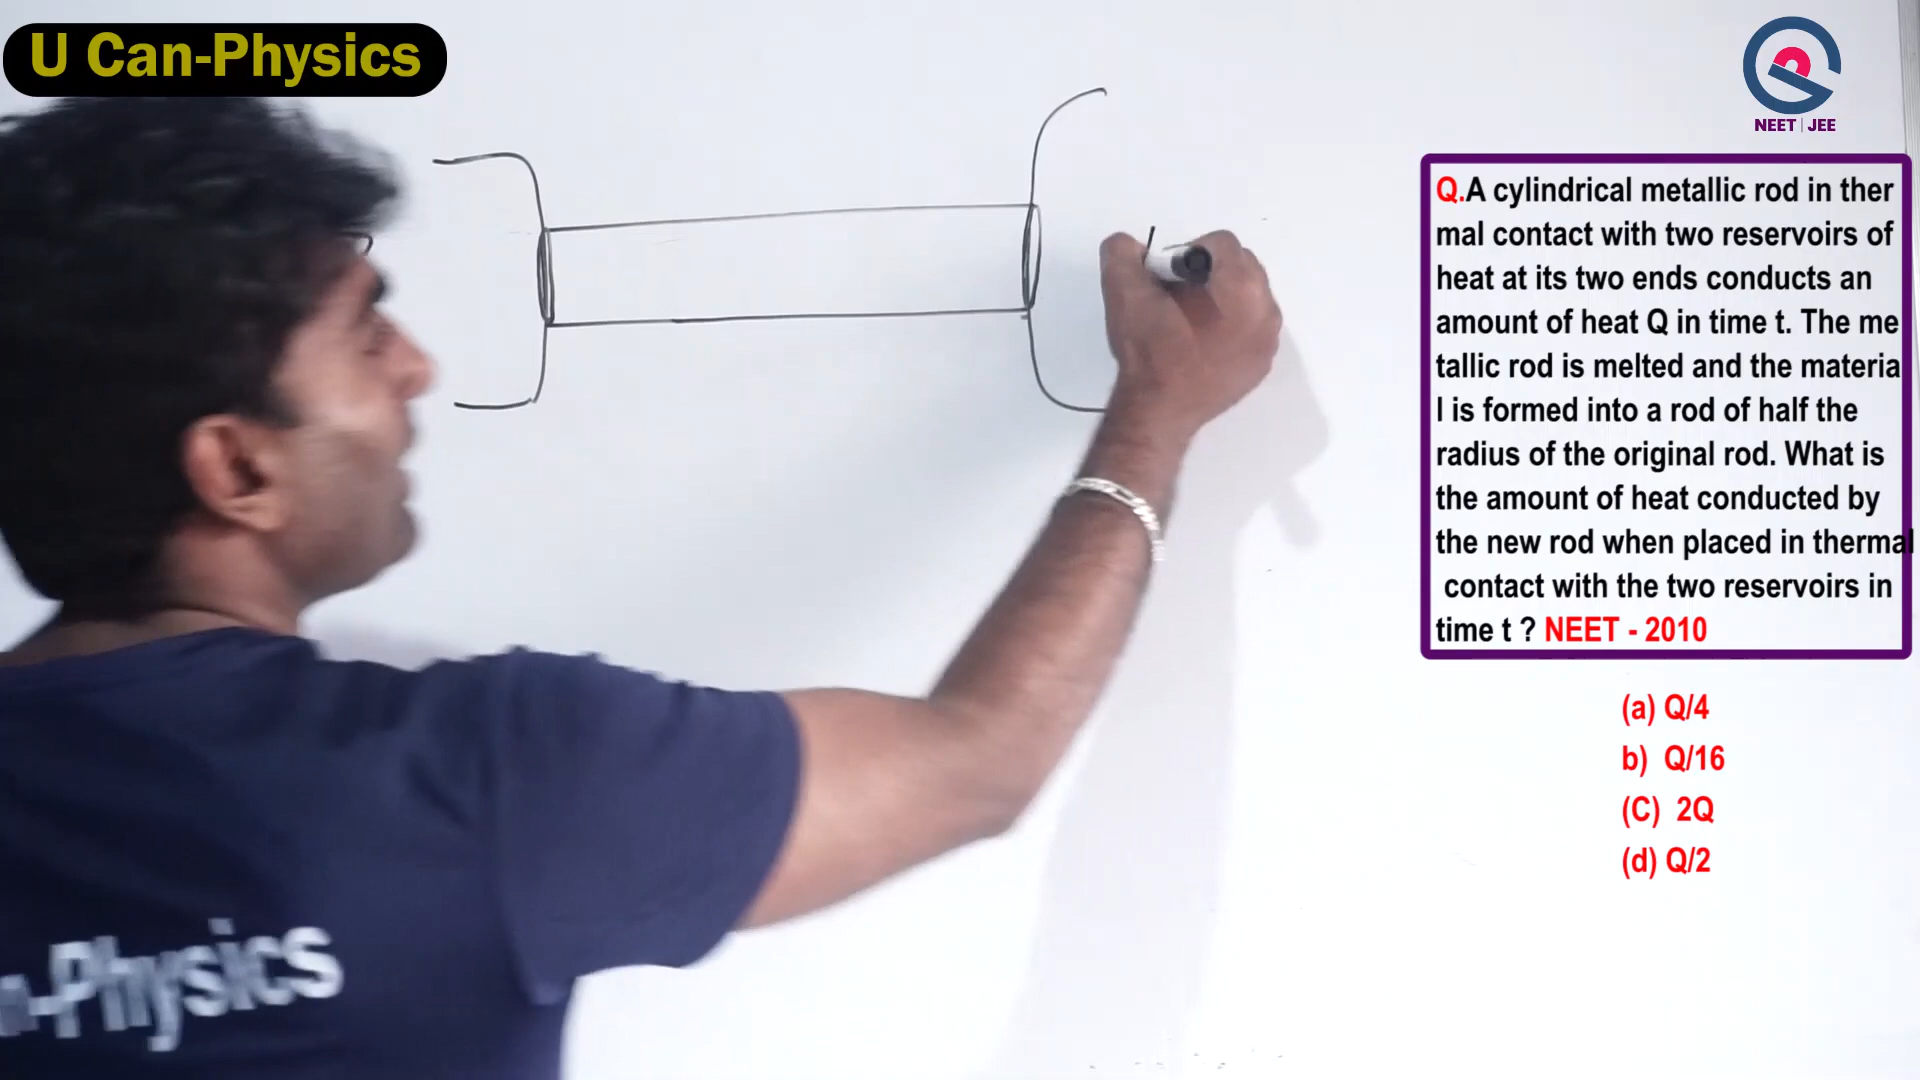 U Can-Physics
NEET | JEE
Q.A cylindrical metallic rod in ther
mal contact with two reservoirs of
heat at its two ends conducts an
amount of heat Q in time t. The me
tallic rod is melted and the materia
l is formed into a rod of half the
radius of the original rod. What is
the amount of heat conducted by
the new rod when placed in thermal
contact with the two reservoirs in
time t ? NEET - 2010
(a) Q/4
b) Q/16
(C) 2Q
(d) Q/2
n-Physics